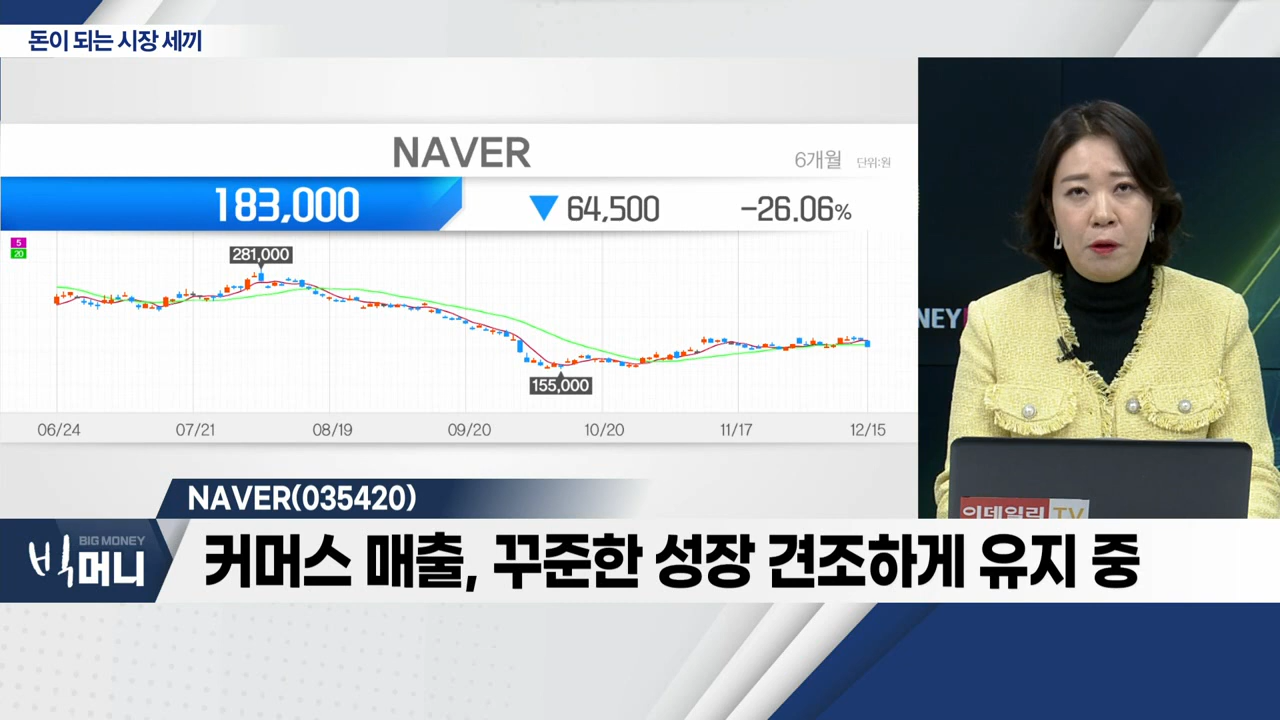 돈이 되는 시장 세끼
NAVER
6개월 단위:원
183,000 ▼ 64,500 -26.06%
5
20
281,000
155,000
06/24 07/21 08/19 09/20 10/20 11/17 12/15
NEY
이데일리 TV
NAVER(035420)
BIG MONEY
빅머니
커머스 매출, 꾸준한 성장 견조하게 유지 중